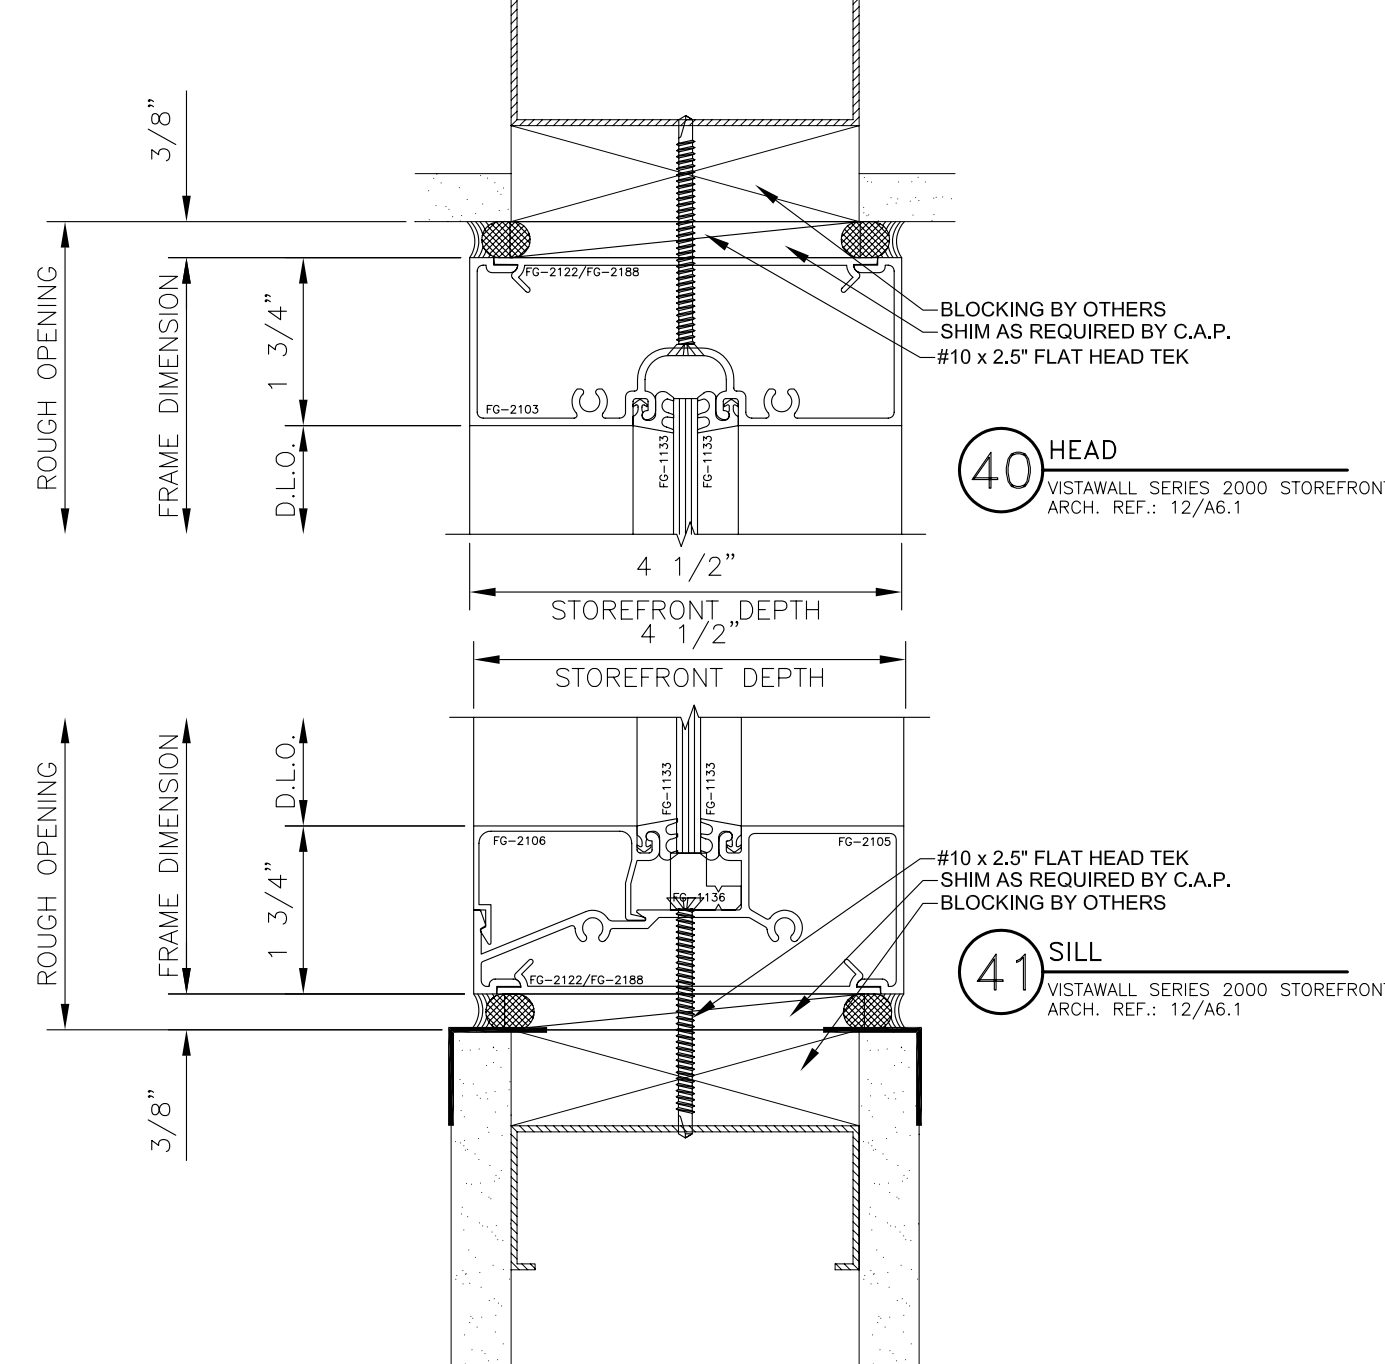 3/8"
ROUGH OPENING
FRAME DIMENSION
1 3/4"
D.L.O.
FG-2122/FG-2188
FG-2103
FG-1133
FG-1133
BLOCKING BY OTHERS
SHIM AS REQUIRED BY C.A.P.
#10 x 2.5" FLAT HEAD TEK
40
HEAD
VISTAWALL SERIES 2000 STOREFRONT
ARCH. REF.: 12/A6.1
4 1/2"
STOREFRONT DEPTH
4 1/2"
STOREFRONT DEPTH
ROUGH OPENING
FRAME DIMENSION
D.L.O.
1 3/4"
FG-1133
FG-1133
FG-2106
FG-2105
FG-1136
FG-2122/FG-2188
#10 x 2.5" FLAT HEAD TEK
SHIM AS REQUIRED BY C.A.P.
BLOCKING BY OTHERS
41
SILL
VISTAWALL SERIES 2000 STOREFRONT
ARCH. REF.: 12/A6.1
3/8"